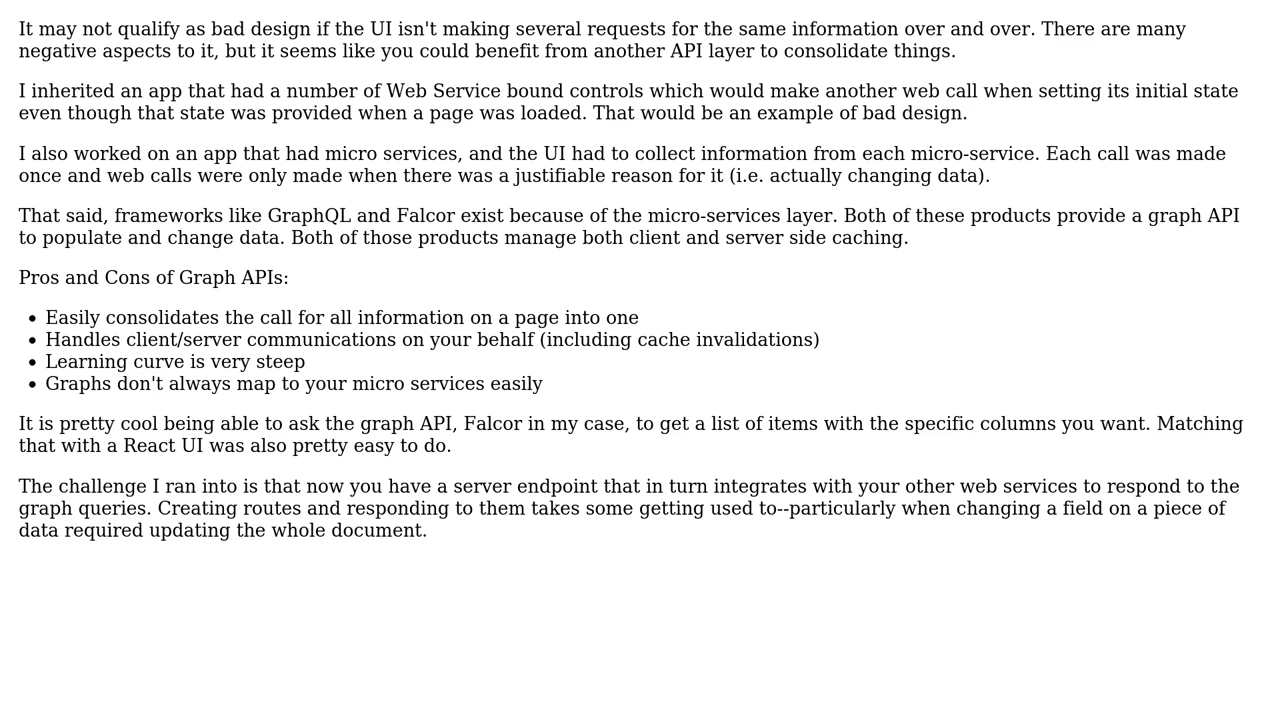 It may not qualify as bad design if the UI isn't making several requests for the same information over and over. There are many
negative aspects to it, but it seems like you could benefit from another API layer to consolidate things.
I inherited an app that had a number of Web Service bound controls which would make another web call when setting its initial state
even though that state was provided when a page was loaded. That would be an example of bad design.
I also worked on an app that had micro services, and the UI had to collect information from each micro-service. Each call was made
once and web calls were only made when there was a justifiable reason for it (i.e. actually changing data).
That said, frameworks like GraphQL and Falcor exist because of the micro-services layer. Both of these products provide a graph API
to populate and change data. Both of those products manage both client and server side caching.
Pros and Cons of Graph APIs:
• Easily consolidates the call for all information on a page into one
• Handles client/server communications on your behalf (including cache invalidations)
• Learning curve is very steep
• Graphs don't always map to your micro services easily
It is pretty cool being able to ask the graph API, Falcor in my case, to get a list of items with the specific columns you want. Matching
that with a React UI was also pretty easy to do.
The challenge I ran into is that now you have a server endpoint that in turn integrates with your other web services to respond to the
graph queries. Creating routes and responding to them takes some getting used to--particularly when changing a field on a piece of
data required updating the whole document.